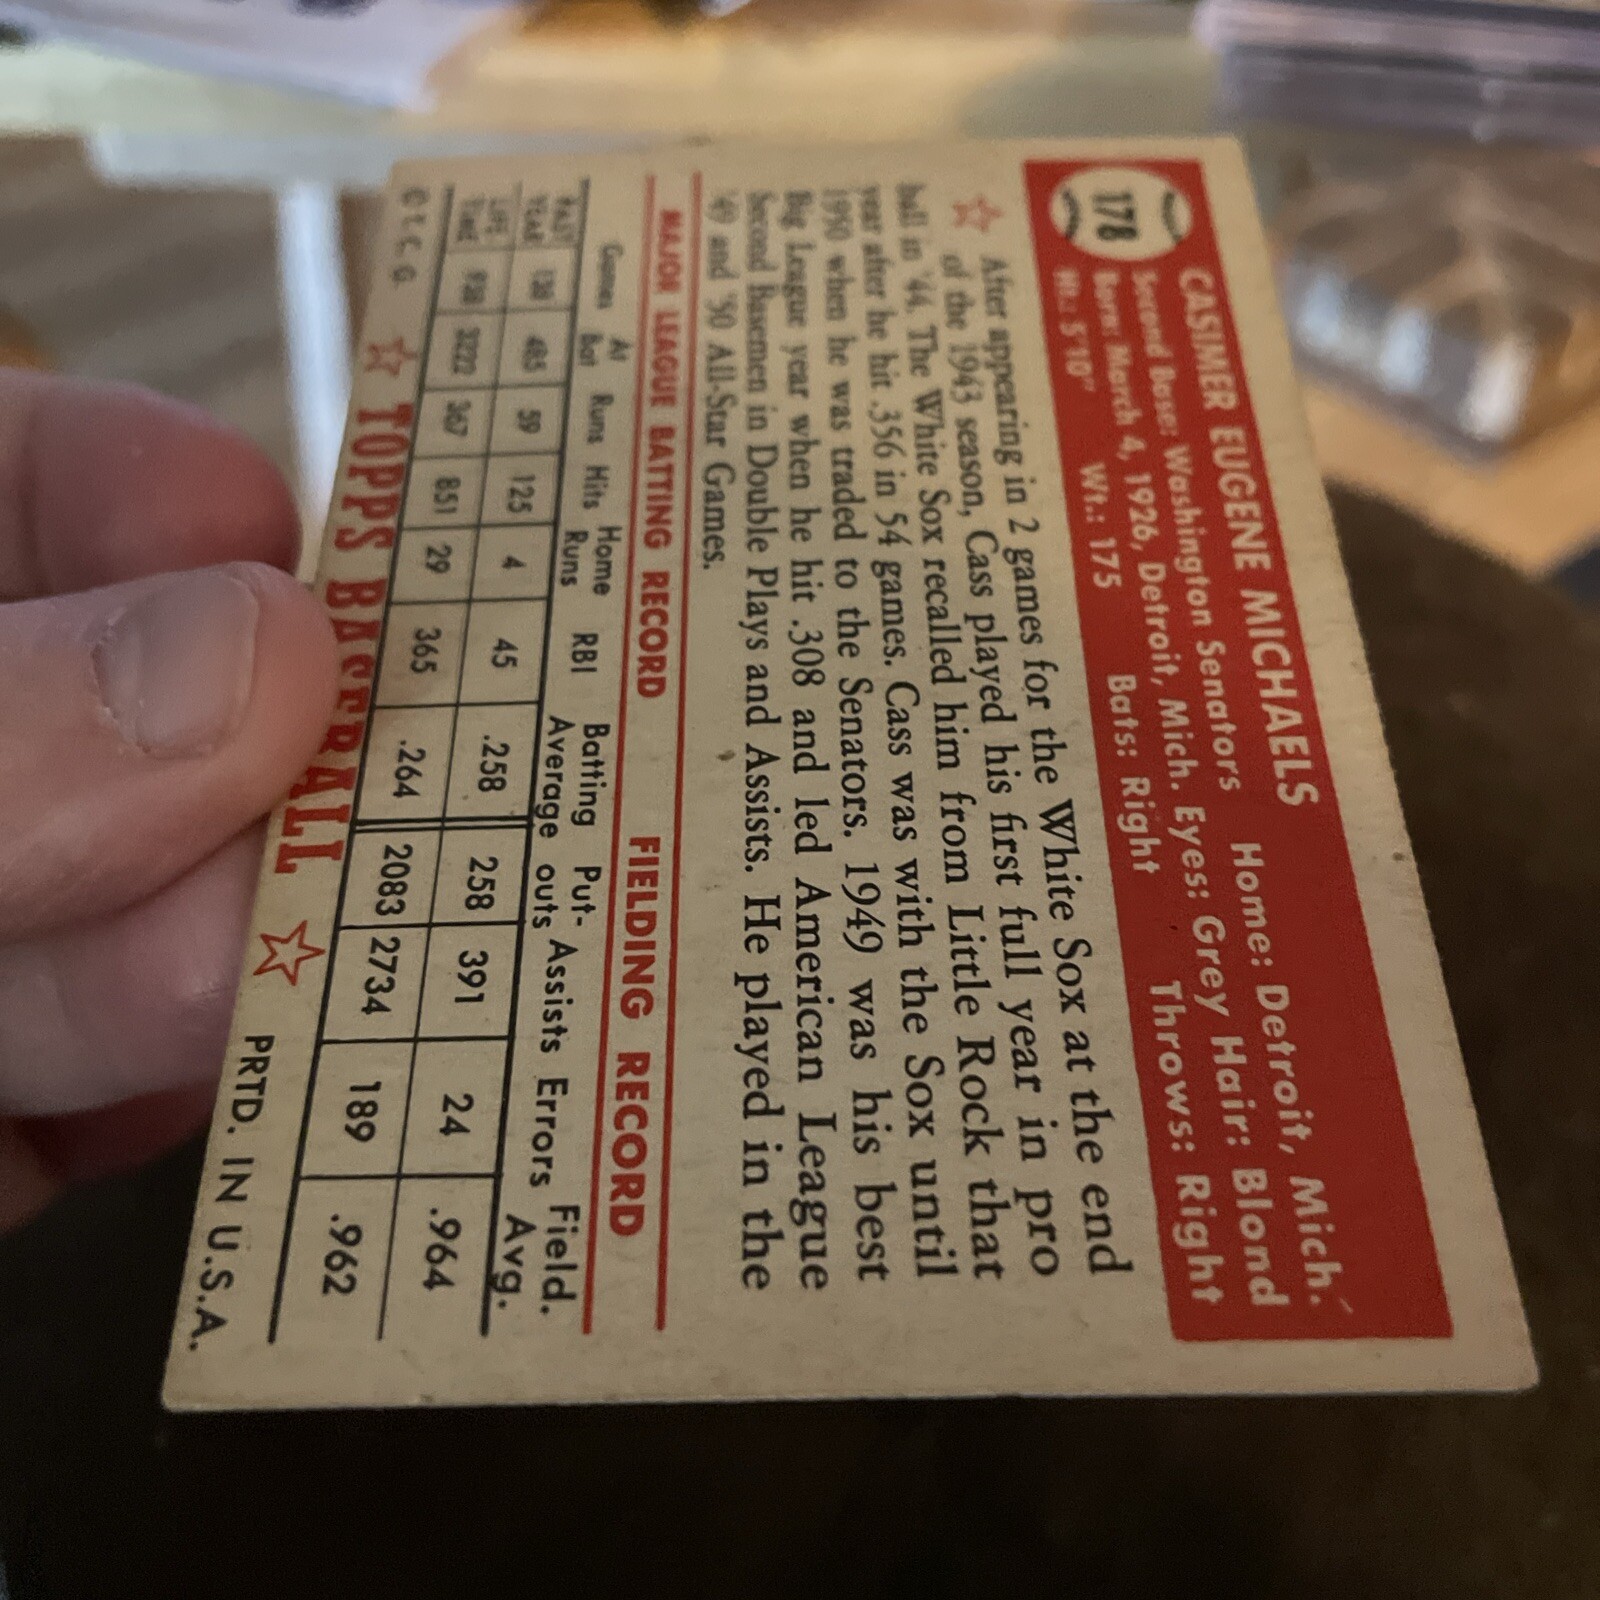 178
CASIMER EUGENE MICHAELS
Second Base: Washington Senators Home: Detroit, Mich.
Born: March 4, 1926, Detroit, Mich. Eyes: Grey Hair: Blond
Ht.: 5'10" Wt.: 175 Bats: Right Throws: Right
After appearing in 2 games for the White Sox at the end
of the 1943 season, Cass played his first full year in pro
ball in '44. The White Sox recalled him from Little Rock that
year after he hit .356 in 54 games. Cass was with the Sox until
1950 when he was traded to the Senators. 1949 was his best
Big League year when he hit .308 and led American League
Second Basemen in Double Plays and Assists. He played in the
'49 and '50 All-Star Games.
MAJOR LEAGUE BATTING RECORD FIELDING RECORD
Games At Bat Runs Hits Home Runs RBI Batting Average Put-outs Assists Errors Field. Avg.
PAST YEAR 138 485 59 125 4 45 .258 258 391 24 .964
LIFE TIME 938 3222 367 851 29 365 .264 2083 2734 189 .962
© T. C. G. TOPPS BASEBALL PRTD. IN U.S.A.